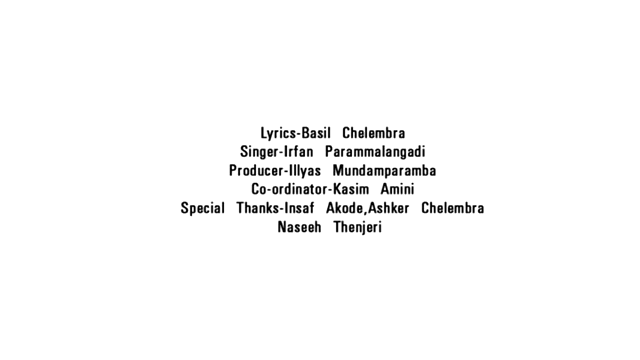 Lyrics-Basil Chelembra
Singer-Irfan Parammalangadi
Producer-Illyas Mundamparamba
Co-ordinator-Kasim Amini
Special Thanks-Insaf Akode,Ashker Chelembra
Naseeh Thenjeri